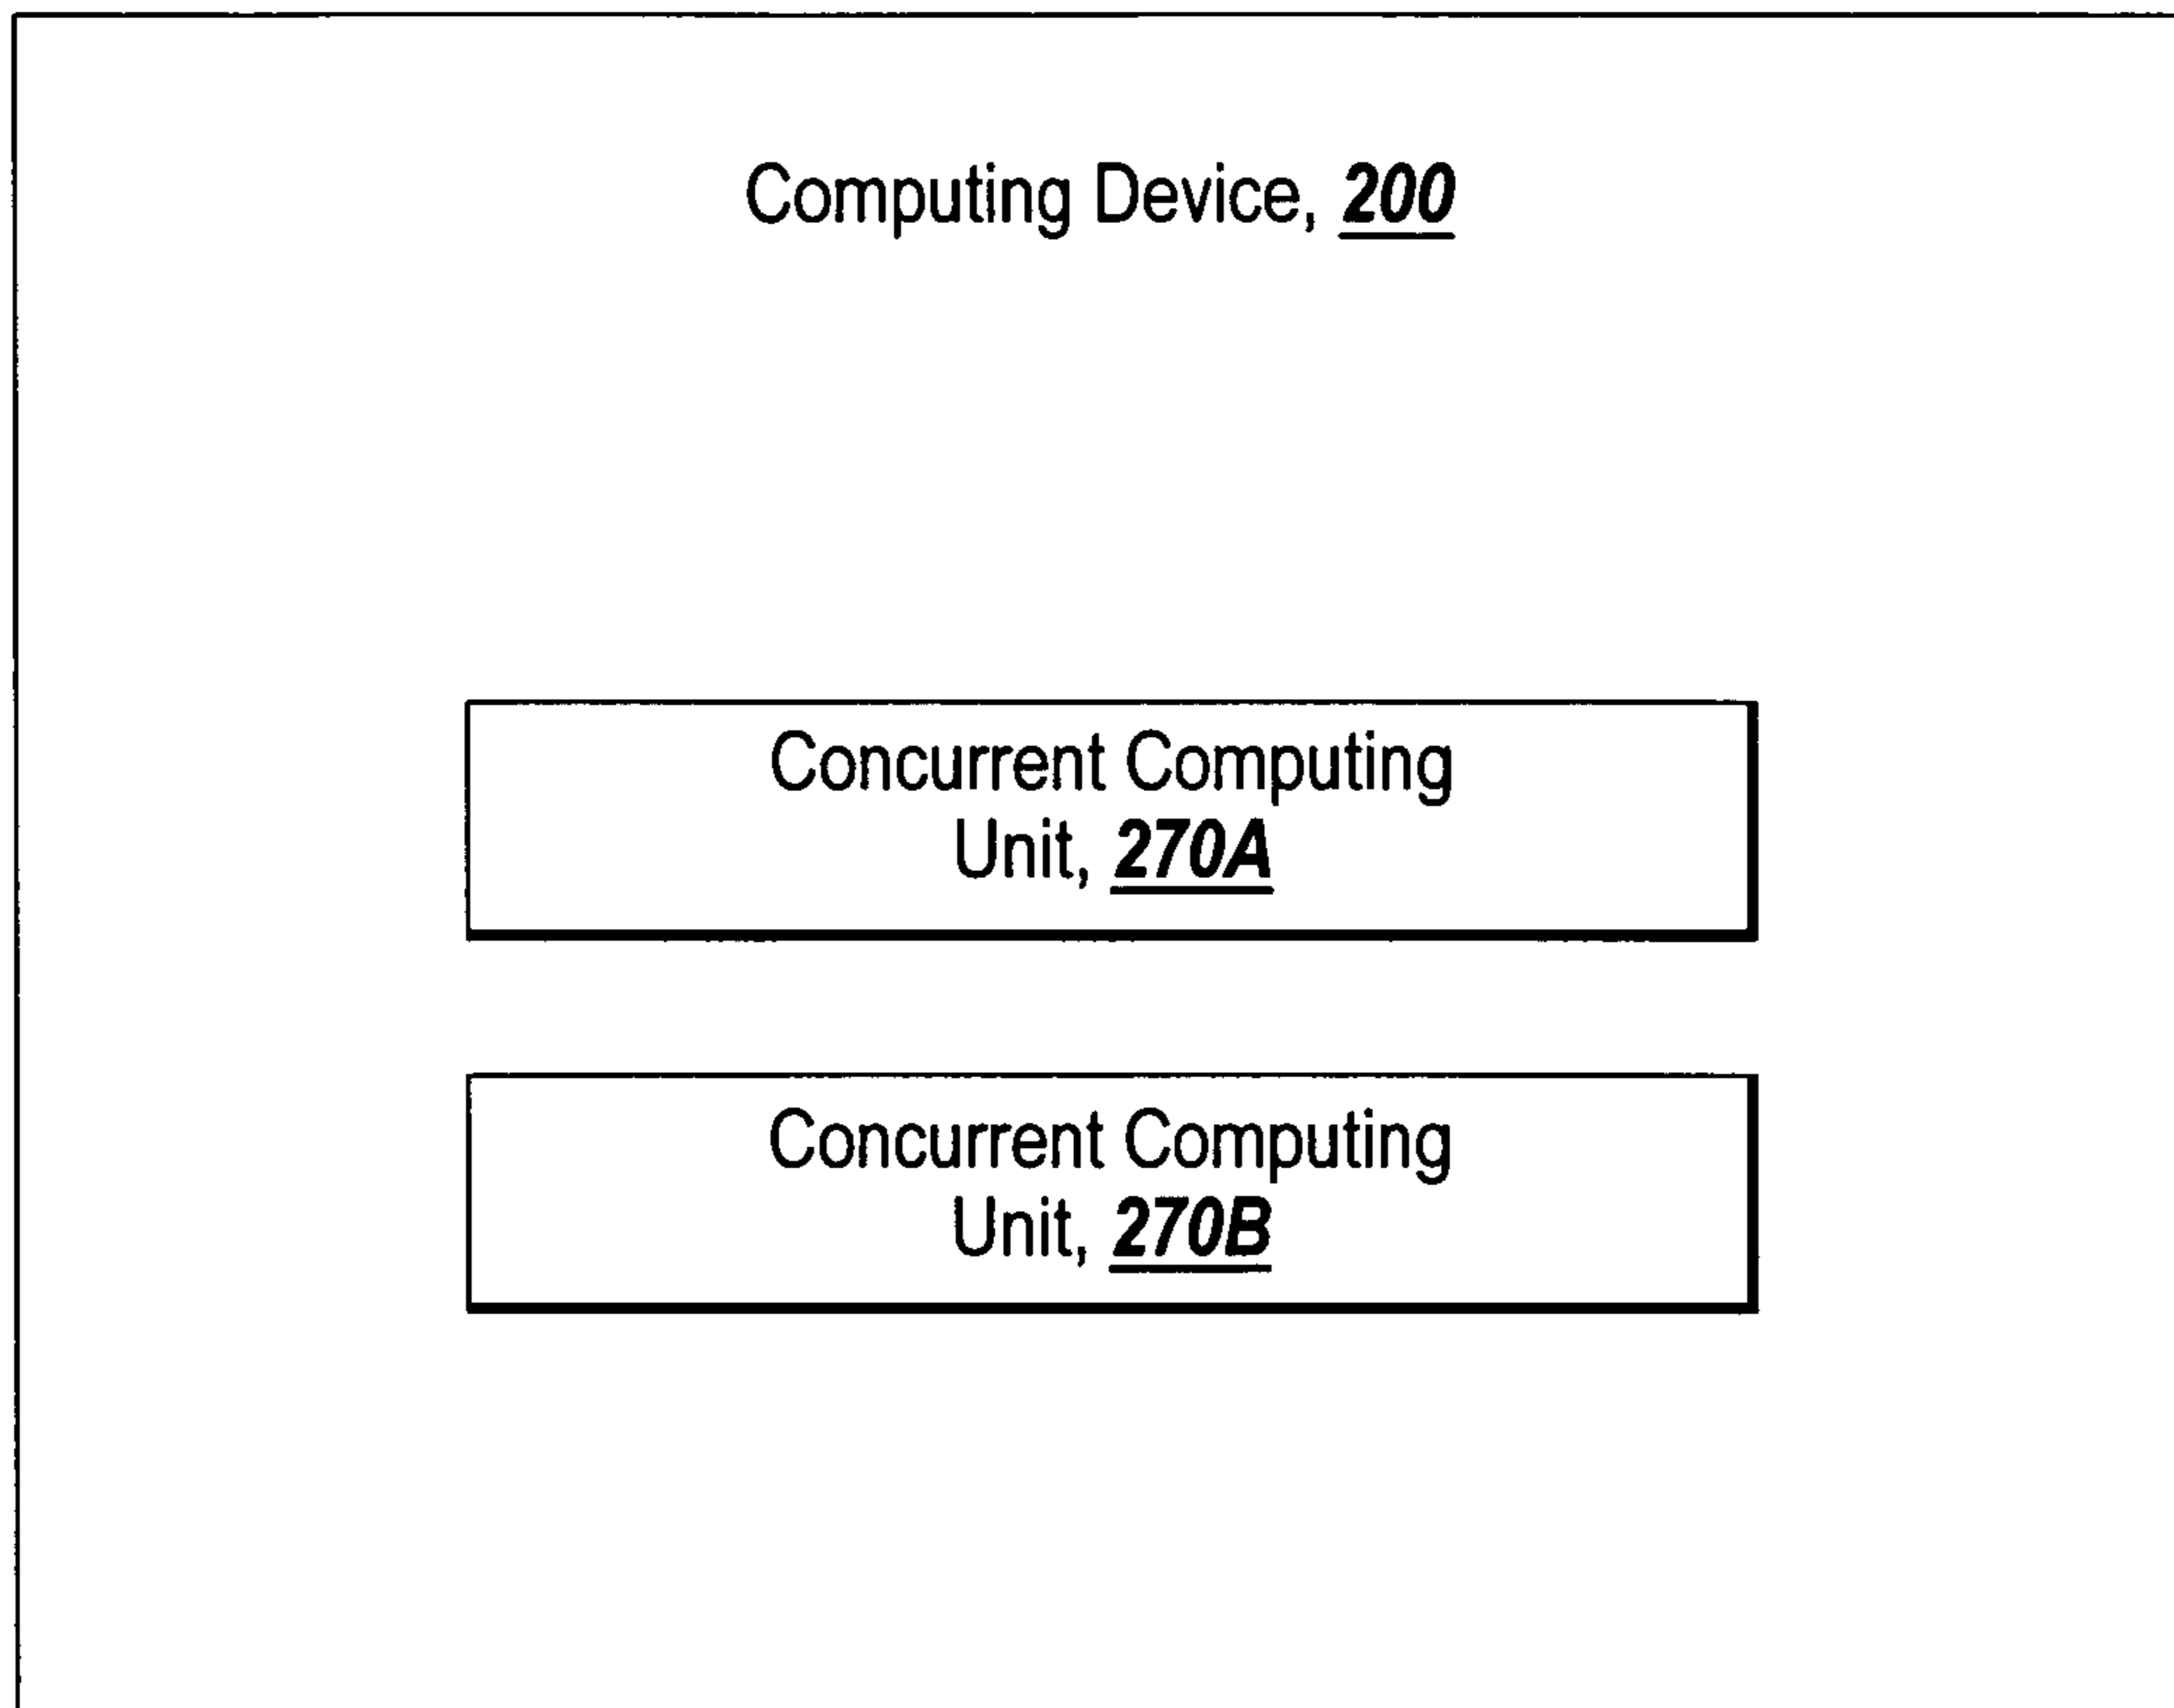 Computing Device, 200
Concurrent Computing
Unit, 270A
Concurrent Computing
Unit, 270B